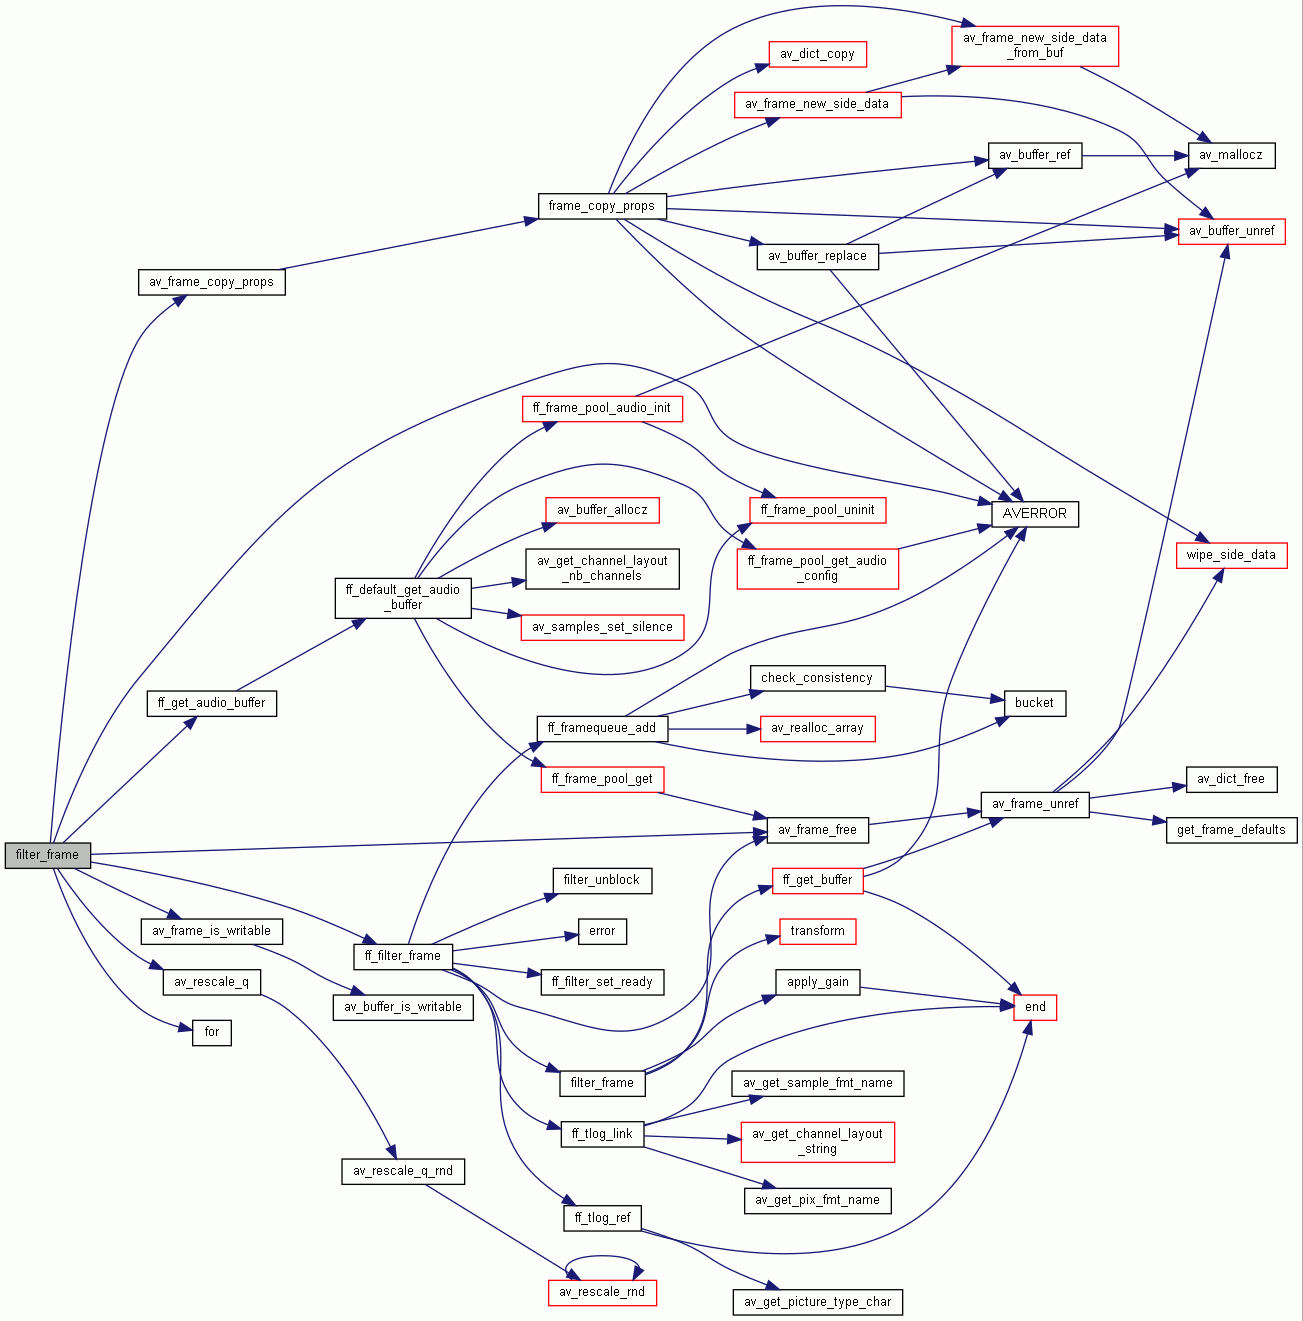 av_frame_new_side_data
_from_buf
av_dict_copy
av_frame_new_side_data
av_buffer_ref
av_mallocz
frame_copy_props
av_buffer_unref
av_buffer_replace
av_frame_copy_props
ff_frame_pool_audio_init
av_buffer_allocz
ff_frame_pool_uninit
AVERROR
av_get_channel_layout
_nb_channels
ff_frame_pool_get_audio
_config
wipe_side_data
ff_default_get_audio
_buffer
av_samples_set_silence
check_consistency
ff_get_audio_buffer
bucket
ff_framequeue_add
av_realloc_array
ff_frame_pool_get
av_dict_free
av_frame_unref
av_frame_free
get_frame_defaults
filter_frame
filter_unblock
ff_get_buffer
av_frame_is_writable
error
transform
ff_filter_frame
av_rescale_q
ff_filter_set_ready
apply_gain
av_buffer_is_writable
end
for
filter_frame
av_get_sample_fmt_name
ff_tlog_link
av_get_channel_layout
_string
av_rescale_q_rnd
av_get_pix_fmt_name
ff_tlog_ref
av_rescale_rnd
av_get_picture_type_char